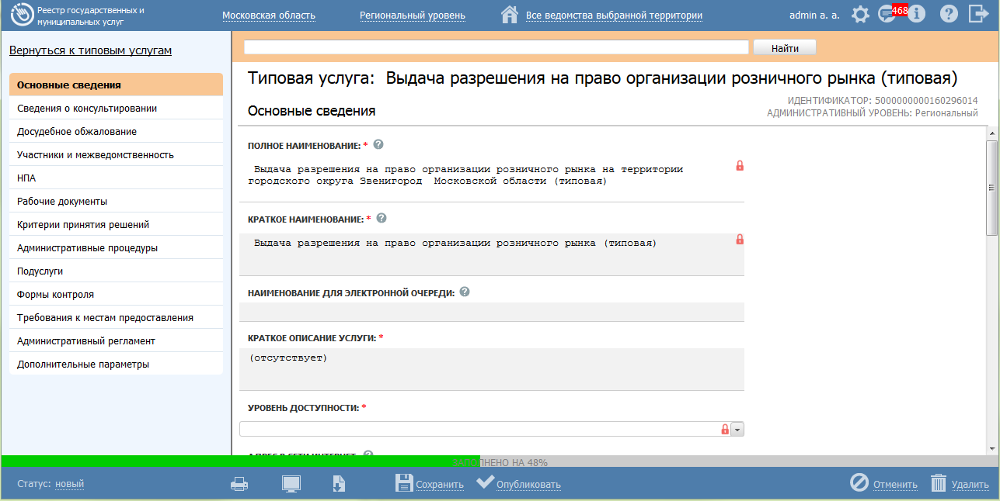 Реестр государственных и
муниципальных услуг
Московская область
Региональный уровень
Все ведомства выбранной территории
admin a. a.
468
Вернуться к типовым услугам
Найти
Основные сведения
Сведения о консультировании
Досудебное обжалование
Участники и межведомственность
НПА
Рабочие документы
Критерии принятия решений
Административные процедуры
Подуслуги
Формы контроля
Требования к местам предоставления
Административный регламент
Дополнительные параметры
Типовая услуга: Выдача разрешения на право организации розничного рынка (типовая)
Основные сведения
ИДЕНТИФИКАТОР: 5000000000160296014
АДМИНИСТРАТИВНЫЙ УРОВЕНЬ: Региональный
ПОЛНОЕ НАИМЕНОВАНИЕ: * ?
Выдача разрешения на право организации розничного рынка на территории
городского округа Звенигород Московской области (типовая)
КРАТКОЕ НАИМЕНОВАНИЕ: * ?
Выдача разрешения на право организации розничного рынка (типовая)
НАИМЕНОВАНИЕ ДЛЯ ЭЛЕКТРОННОЙ ОЧЕРЕДИ: ?
КРАТКОЕ ОПИСАНИЕ УСЛУГИ: *
(отсутствует)
УРОВЕНЬ ДОСТУПНОСТИ: *
АДРЕС В СЕТИ ИНТЕРНЕТ ?
ЗАПОЛНЕНО НА 48%
Статус: новый
Сохранить
Опубликовать
Отменить
Удалить